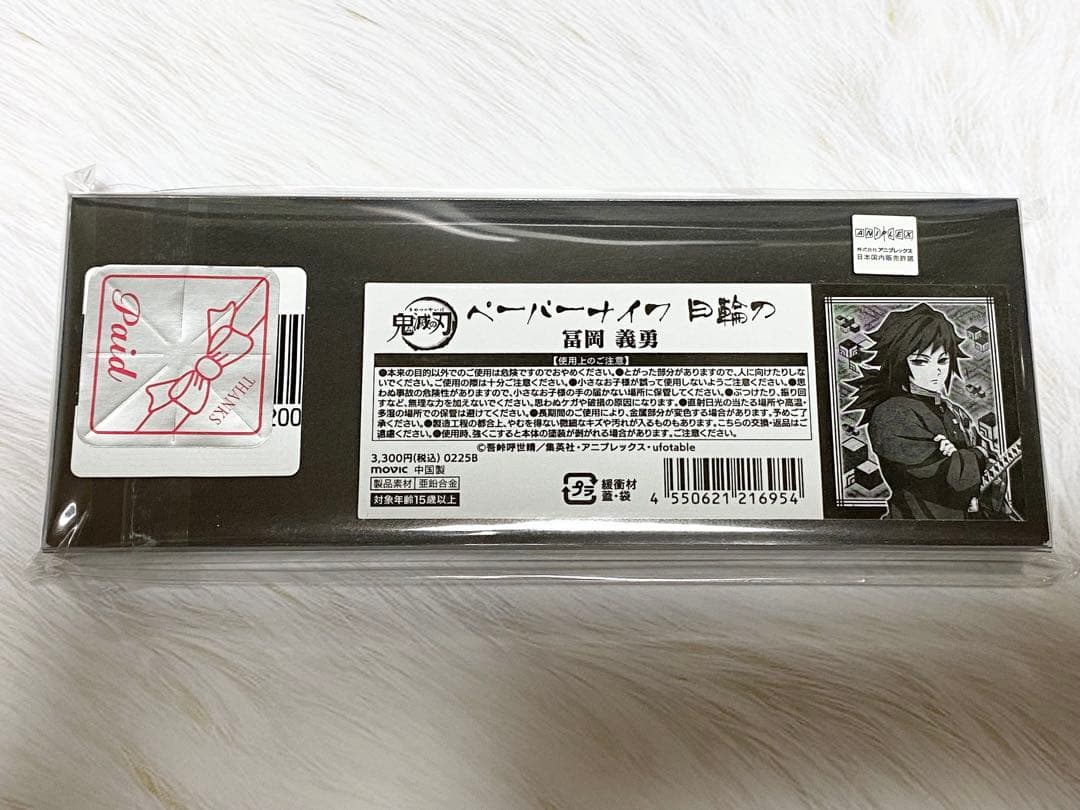 ANIPLEX
株式会社アニプレックス
日本国内販売許諾
Paid
THANKS
200
きめつのやいば
鬼滅の刃
ペーパーナイフ 日輪刀
冨岡 義勇
【使用上のご注意】
●本来の目的以外でのご使用は危険ですのでおやめください。●とがった部分がありますので、人に向けたりしな
いでください。ご使用の際は十分ご注意ください。●小さなお子様が誤って使用しないようご注意ください。●思
わぬ事故の危険性がありますので、小さなお子様の手の届かない場所に保管してください。●ぶつけたり、振り回
すなど、無理な力を加えないでください。思わぬケガや破損の原因になります。●直射日光の当たる場所や高温・
多湿の場所での保管は避けてください。●長期間のご使用により、金属部分が変色する場合があります。予めご了
承ください。●製造工程の都合上、やむを得ない微細なキズや汚れが入るものもあります。こちらの交換・返品はご
遠慮ください。●使用時、強くこすると本体の塗装が剥がれる場合があります。ご注意ください。
©吾峠呼世晴／集英社・アニプレックス・ufotable
3,300円(税込) 0225B
movic 中国製
製品素材 亜鉛合金
対象年齢15歳以上
プラ
緩衝材
蓋・袋
4 550621 216954